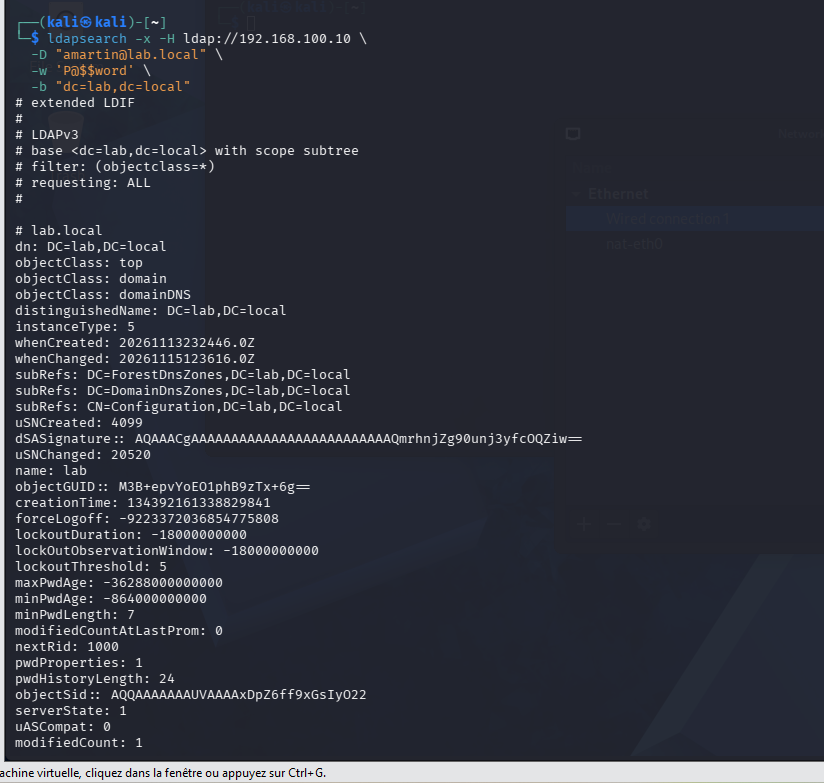 ┌──(kali㉿kali)-[~]
└─$ ldapsearch -x -H ldap://192.168.100.10 \
-D "amartin@lab.local" \
-w 'P@$$word' \
-b "dc=lab,dc=local"
# extended LDIF
#
# LDAPv3
# base <dc=lab,dc=local> with scope subtree
# filter: (objectclass=*)
# requesting: ALL
#
# lab.local
dn: DC=lab,DC=local
objectClass: top
objectClass: domain
objectClass: domainDNS
distinguishedName: DC=lab,DC=local
instanceType: 5
whenCreated: 20261113232446.0Z
whenChanged: 20261115123616.0Z
subRefs: DC=ForestDnsZones,DC=lab,DC=local
subRefs: DC=DomainDnsZones,DC=lab,DC=local
subRefs: CN=Configuration,DC=lab,DC=local
uSNCreated: 4099
dSASignature:: AQAAACgAAAAAAAAAAAAAAAAAAAAAAAAAQmrhnjZg90unj3yfcOQZiw==
uSNChanged: 20520
name: lab
objectGUID:: M3B+epvYoEO1phB9zTx+6g==
creationTime: 134392161338829841
forceLogoff: -9223372036854775808
lockoutDuration: -18000000000
lockOutObservationWindow: -18000000000
lockoutThreshold: 5
maxPwdAge: -36288000000000
minPwdAge: -864000000000
minPwdLength: 7
modifiedCountAtLastProm: 0
nextRid: 1000
pwdProperties: 1
pwdHistoryLength: 24
objectSid:: AQQAAAAAAAUVAAAAxDpZ6ff9xGsIyO22
serverState: 1
uASCompat: 0
modifiedCount: 1
Ethernet
Wired connection 1
nat-eth0
achine virtuelle, cliquez dans la fenêtre ou appuyez sur Ctrl+G.